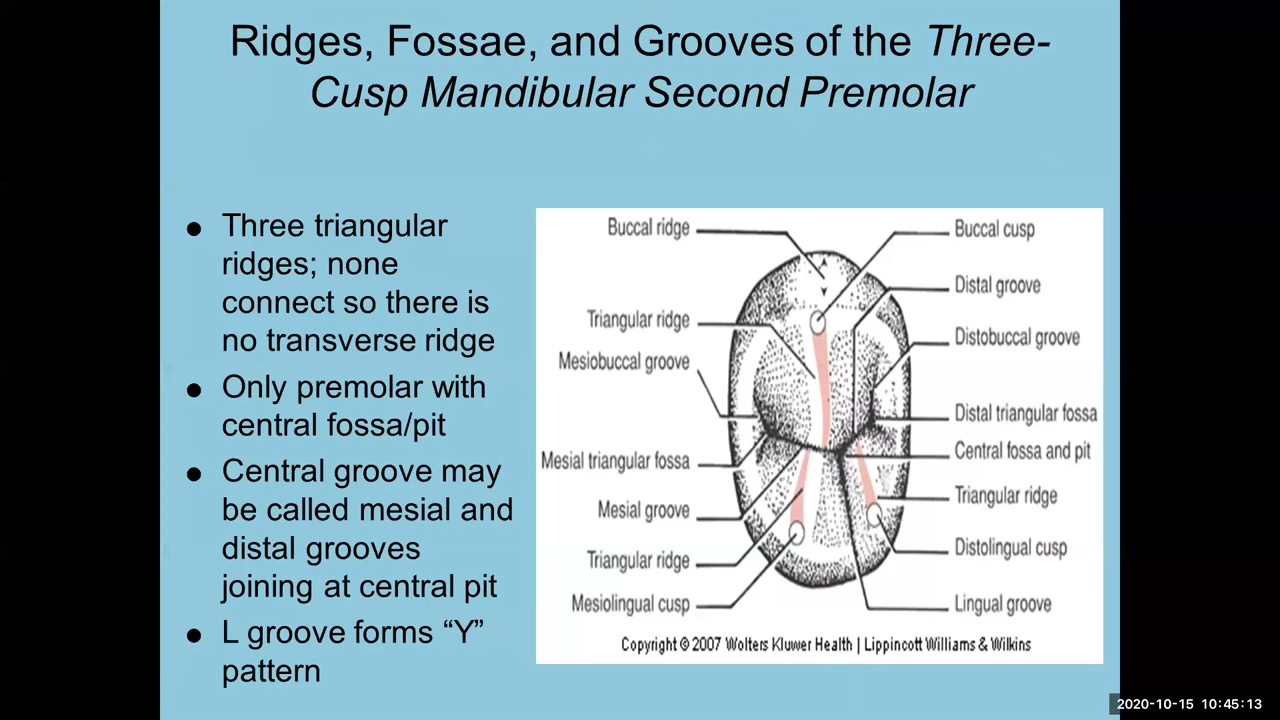 Ridges, Fossae, and Grooves of the Three-
Cusp Mandibular Second Premolar
● Three triangular
ridges; none
connect so there is
no transverse ridge
● Only premolar with
central fossa/pit
● Central groove may
be called mesial and
distal grooves
joining at central pit
● L groove forms “Y”
pattern
Buccal ridge
Triangular ridge
Mesiobuccal groove
Mesial triangular fossa
Mesial groove
Triangular ridge
Mesiolingual cusp
Buccal cusp
Distal groove
Distobuccal groove
Distal triangular fossa
Central fossa and pit
Triangular ridge
Distolingual cusp
Lingual groove
Copyright © 2007 Wolters Kluwer Health | Lippincott Williams & Wilkins
2020-10-15 10:45:13